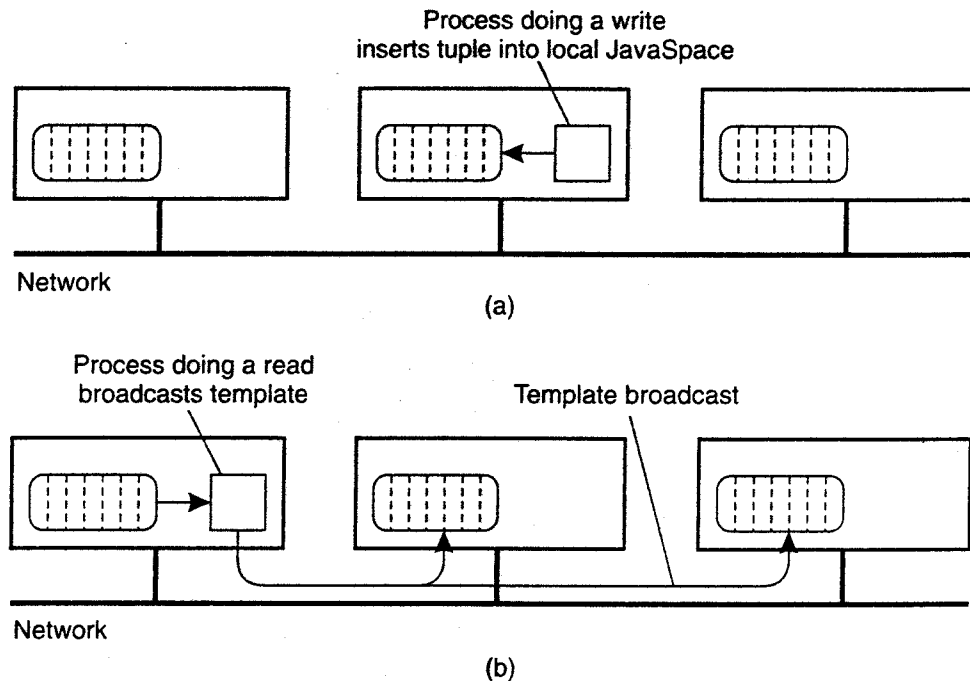 Process doing a write
inserts tuple into local JavaSpace
Network
(a)
Process doing a read
broadcasts template
Template broadcast
Network
(b)